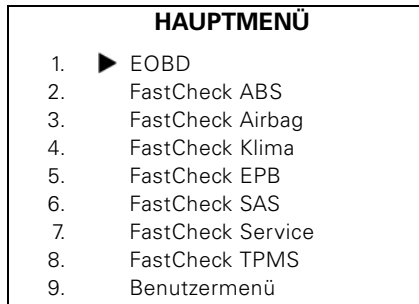 HAUPTMENÜ
1. ▶ EOBD
2. FastCheck ABS
3. FastCheck Airbag
4. FastCheck Klima
5. FastCheck EPB
6. FastCheck SAS
7. FastCheck Service
8. FastCheck TPMS
9. Benutzermenü